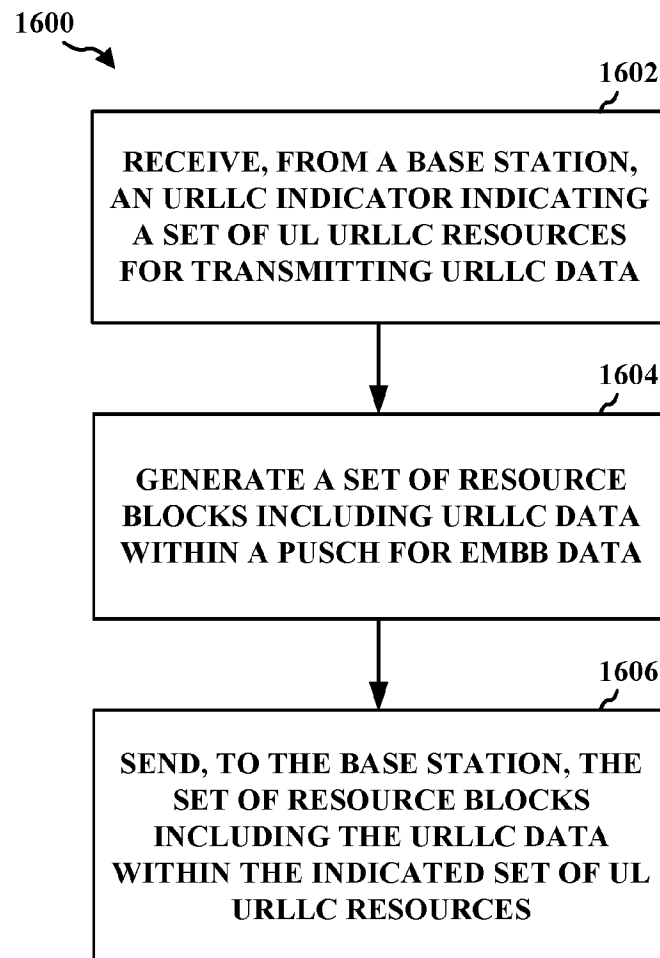 1600
1602
RECEIVE, FROM A BASE STATION,
AN URLLC INDICATOR INDICATING
A SET OF UL URLLC RESOURCES
FOR TRANSMITTING URLLC DATA
1604
GENERATE A SET OF RESOURCE
BLOCKS INCLUDING URLLC DATA
WITHIN A PUSCH FOR EMBB DATA
1606
SEND, TO THE BASE STATION, THE
SET OF RESOURCE BLOCKS
INCLUDING THE URLLC DATA
WITHIN THE INDICATED SET OF UL
URLLC RESOURCES